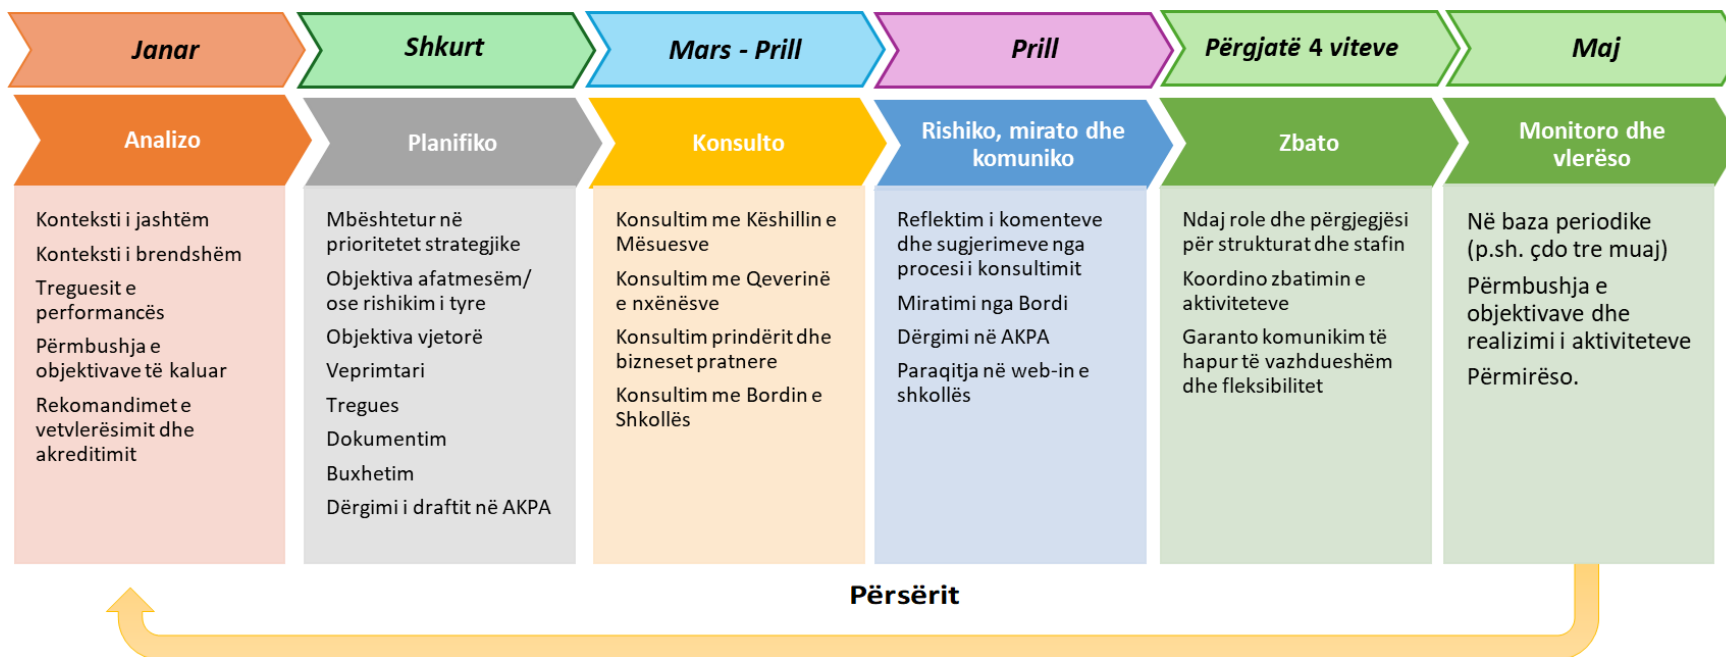 Janar
Shkurt
Mars - Prill
Prill
Përgjatë 4 viteve
Maj
Analizo
Planifiko
Konsulto
Rishiko, mirato dhe
komuniko
Zbato
Monitoro dhe
vlerëso
Konteksti i jashtëm
Konteksti i brendshëm
Treguesit e
performancës
Përmbushja e
objektivave të kaluar
Rekomandimet e
vetvlerësimit dhe
akreditimit
Mbështetur në
prioritetet strategjike
Objektiva afatmesëm/
ose rishikim i tyre
Objektiva vjetorë
Veprimtari
Tregues
Dokumentim
Buxhetim
Dërgimi i draftit në AKPA
Konsultim me Këshillin e
Mësuesve
Konsultim me Qeverinë
e nxënësve
Konsultim prindërit dhe
bizneset pratnere
Konsultim me Bordin e
Shkollës
Reflektim i komenteve
dhe sugjerimeve nga
procesi i konsultimit
Miratimi nga Bordi
Dërgimi në AKPA
Paraqitja në web-in e
shkollës
Ndaj role dhe përgjegjësi
për strukturat dhe stafin
Koordino zbatimin e
aktiviteteve
Garanto komunikim të
hapur të vazhdueshëm
dhe fleksibilitet
Në baza periodike
(p.sh. çdo tre muaj)
Përmbushja e
objektivave dhe
realizimi i aktiviteteve
Përmirëso.
Përsërit